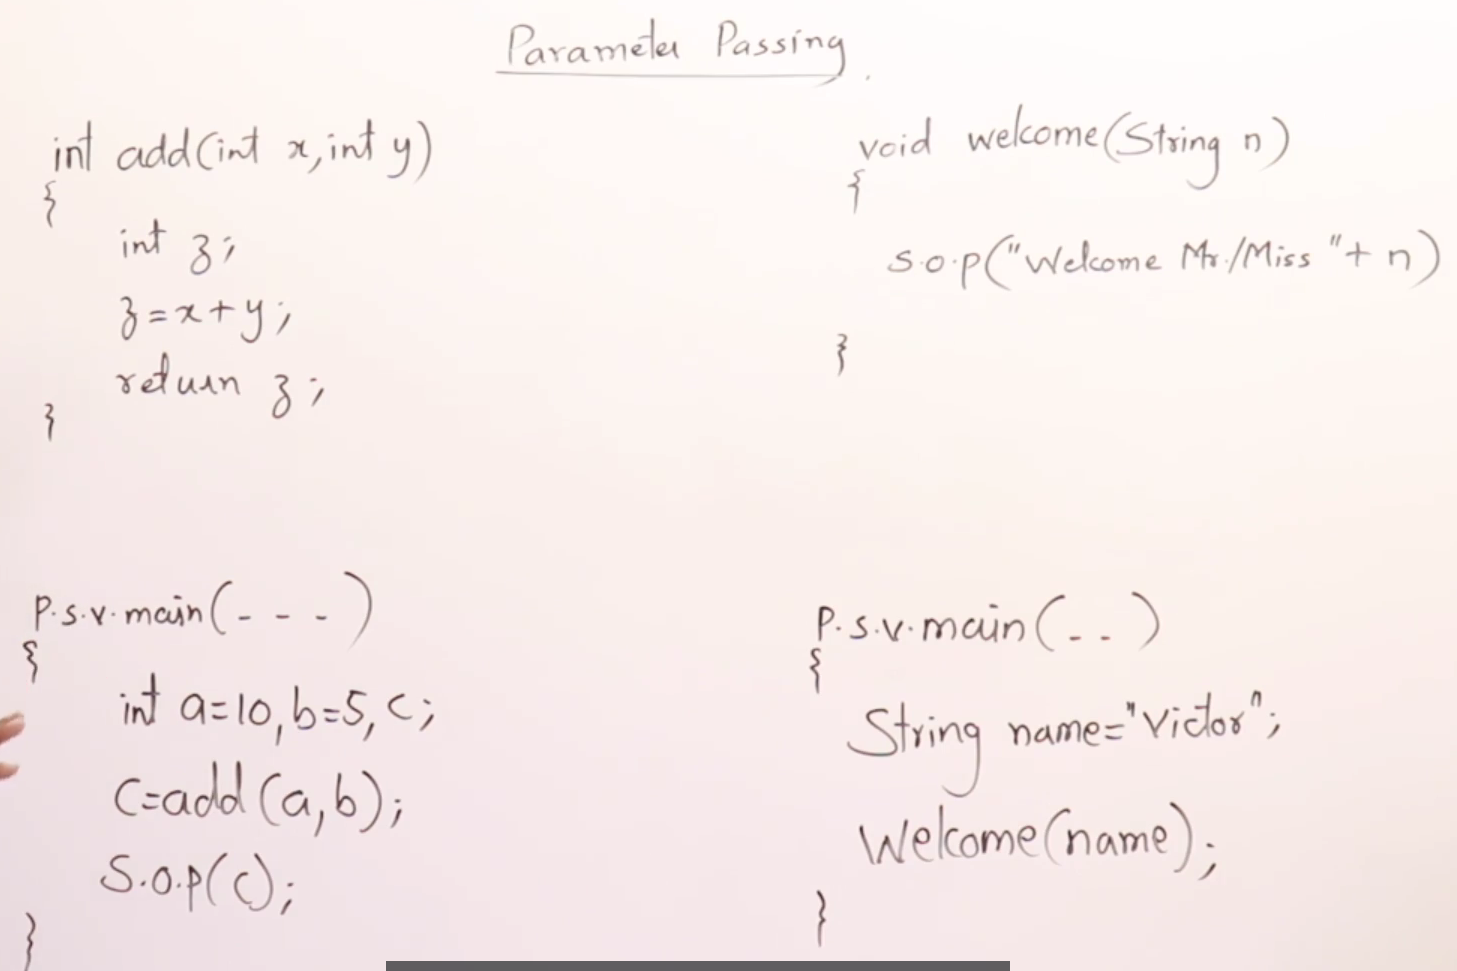 Parameter Passing
int add(int x, int y)
{
int z;
z=x+y;
return z;
}
P.s.v.main(- - -)
{
int a=10,b=5,c;
C=add(a,b);
S.o.p(c);
}
void welcome(String n)
{
s.o.p("Welcome Mr./Miss "+ n)
}
P.s.v.main(- -)
{
String name="Victor";
Welcome(name);
}